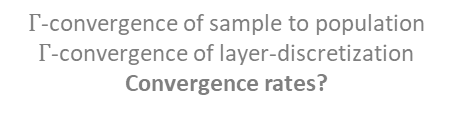 Γ-convergence of sample to population
Γ-convergence of layer-discretization
Convergence rates?